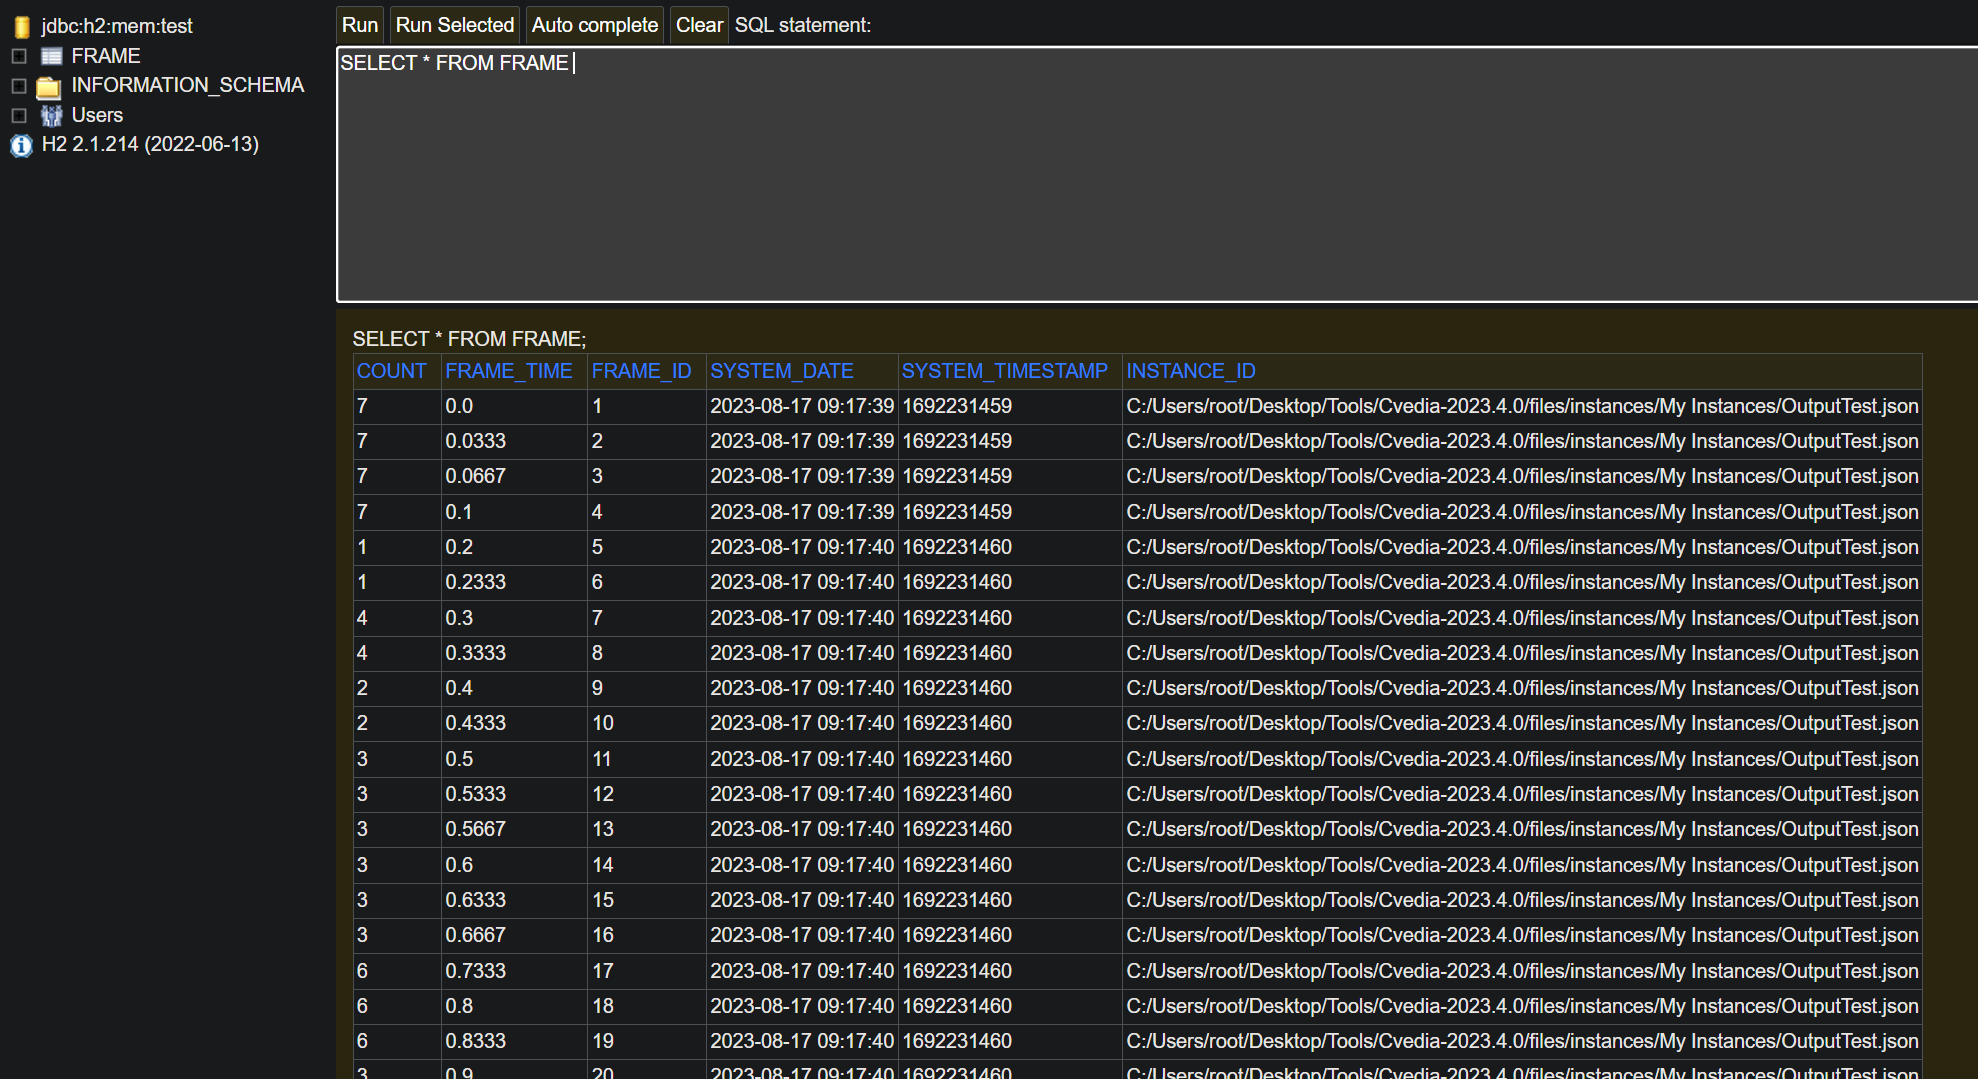 jdbc:h2:mem:test
FRAME
INFORMATION_SCHEMA
Users
H2 2.1.214 (2022-06-13)
Run Run Selected Auto complete Clear SQL statement:
SELECT * FROM FRAME
SELECT * FROM FRAME;
COUNT FRAME_TIME FRAME_ID SYSTEM_DATE SYSTEM_TIMESTAMP INSTANCE_ID
7 0.0 1 2023-08-17 09:17:39 1692231459 C:/Users/root/Desktop/Tools/Cvedia-2023.4.0/files/instances/My Instances/OutputTest.json
7 0.0333 2 2023-08-17 09:17:39 1692231459 C:/Users/root/Desktop/Tools/Cvedia-2023.4.0/files/instances/My Instances/OutputTest.json
7 0.0667 3 2023-08-17 09:17:39 1692231459 C:/Users/root/Desktop/Tools/Cvedia-2023.4.0/files/instances/My Instances/OutputTest.json
7 0.1 4 2023-08-17 09:17:39 1692231459 C:/Users/root/Desktop/Tools/Cvedia-2023.4.0/files/instances/My Instances/OutputTest.json
1 0.2 5 2023-08-17 09:17:40 1692231460 C:/Users/root/Desktop/Tools/Cvedia-2023.4.0/files/instances/My Instances/OutputTest.json
1 0.2333 6 2023-08-17 09:17:40 1692231460 C:/Users/root/Desktop/Tools/Cvedia-2023.4.0/files/instances/My Instances/OutputTest.json
4 0.3 7 2023-08-17 09:17:40 1692231460 C:/Users/root/Desktop/Tools/Cvedia-2023.4.0/files/instances/My Instances/OutputTest.json
4 0.3333 8 2023-08-17 09:17:40 1692231460 C:/Users/root/Desktop/Tools/Cvedia-2023.4.0/files/instances/My Instances/OutputTest.json
2 0.4 9 2023-08-17 09:17:40 1692231460 C:/Users/root/Desktop/Tools/Cvedia-2023.4.0/files/instances/My Instances/OutputTest.json
2 0.4333 10 2023-08-17 09:17:40 1692231460 C:/Users/root/Desktop/Tools/Cvedia-2023.4.0/files/instances/My Instances/OutputTest.json
3 0.5 11 2023-08-17 09:17:40 1692231460 C:/Users/root/Desktop/Tools/Cvedia-2023.4.0/files/instances/My Instances/OutputTest.json
3 0.5333 12 2023-08-17 09:17:40 1692231460 C:/Users/root/Desktop/Tools/Cvedia-2023.4.0/files/instances/My Instances/OutputTest.json
3 0.5667 13 2023-08-17 09:17:40 1692231460 C:/Users/root/Desktop/Tools/Cvedia-2023.4.0/files/instances/My Instances/OutputTest.json
3 0.6 14 2023-08-17 09:17:40 1692231460 C:/Users/root/Desktop/Tools/Cvedia-2023.4.0/files/instances/My Instances/OutputTest.json
3 0.6333 15 2023-08-17 09:17:40 1692231460 C:/Users/root/Desktop/Tools/Cvedia-2023.4.0/files/instances/My Instances/OutputTest.json
3 0.6667 16 2023-08-17 09:17:40 1692231460 C:/Users/root/Desktop/Tools/Cvedia-2023.4.0/files/instances/My Instances/OutputTest.json
6 0.7333 17 2023-08-17 09:17:40 1692231460 C:/Users/root/Desktop/Tools/Cvedia-2023.4.0/files/instances/My Instances/OutputTest.json
6 0.8 18 2023-08-17 09:17:40 1692231460 C:/Users/root/Desktop/Tools/Cvedia-2023.4.0/files/instances/My Instances/OutputTest.json
6 0.8333 19 2023-08-17 09:17:40 1692231460 C:/Users/root/Desktop/Tools/Cvedia-2023.4.0/files/instances/My Instances/OutputTest.json
3 0.9 20 2023-08-17 09:17:40 1692231460 C:/Users/root/Desktop/Tools/Cvedia-2023.4.0/files/instances/My Instances/OutputTest.json